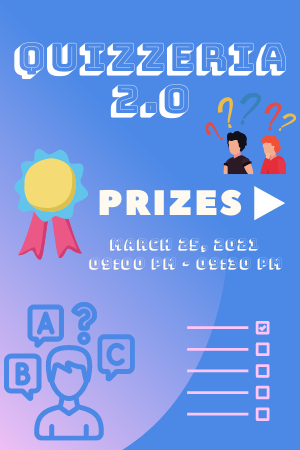 QUIZZERIA
2.0
PRIZES
MARCH 25, 2021
09:00 PM - 09:30 PM
A
B
C